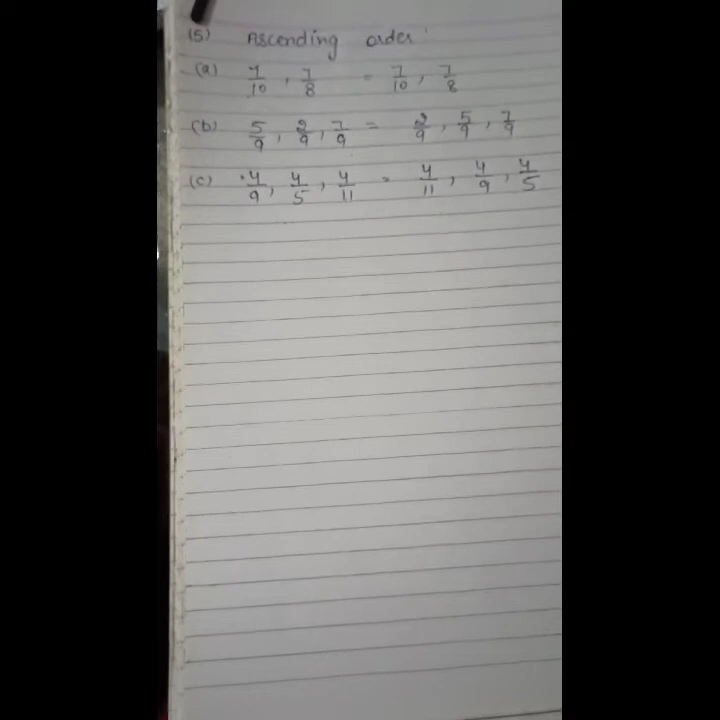 (5) Ascending order
(a) 7/10 , 7/8 = 7/10 , 7/8
(b) 5/9 , 2/9 , 7/9 = 2/9 , 5/9 , 7/9
(c) 4/9 , 4/5 , 4/11 = 4/11 , 4/9 , 4/5